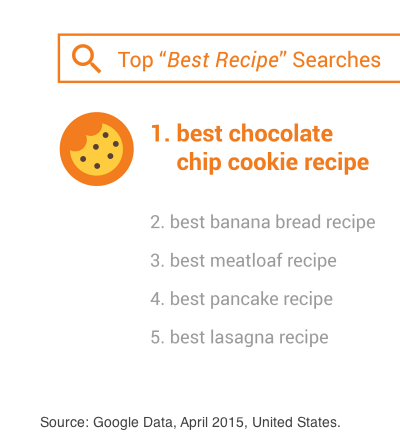 Top “Best Recipe” Searches
1. best chocolate
chip cookie recipe
2. best banana bread recipe
3. best meatloaf recipe
4. best pancake recipe
5. best lasagna recipe
Source: Google Data, April 2015, United States.